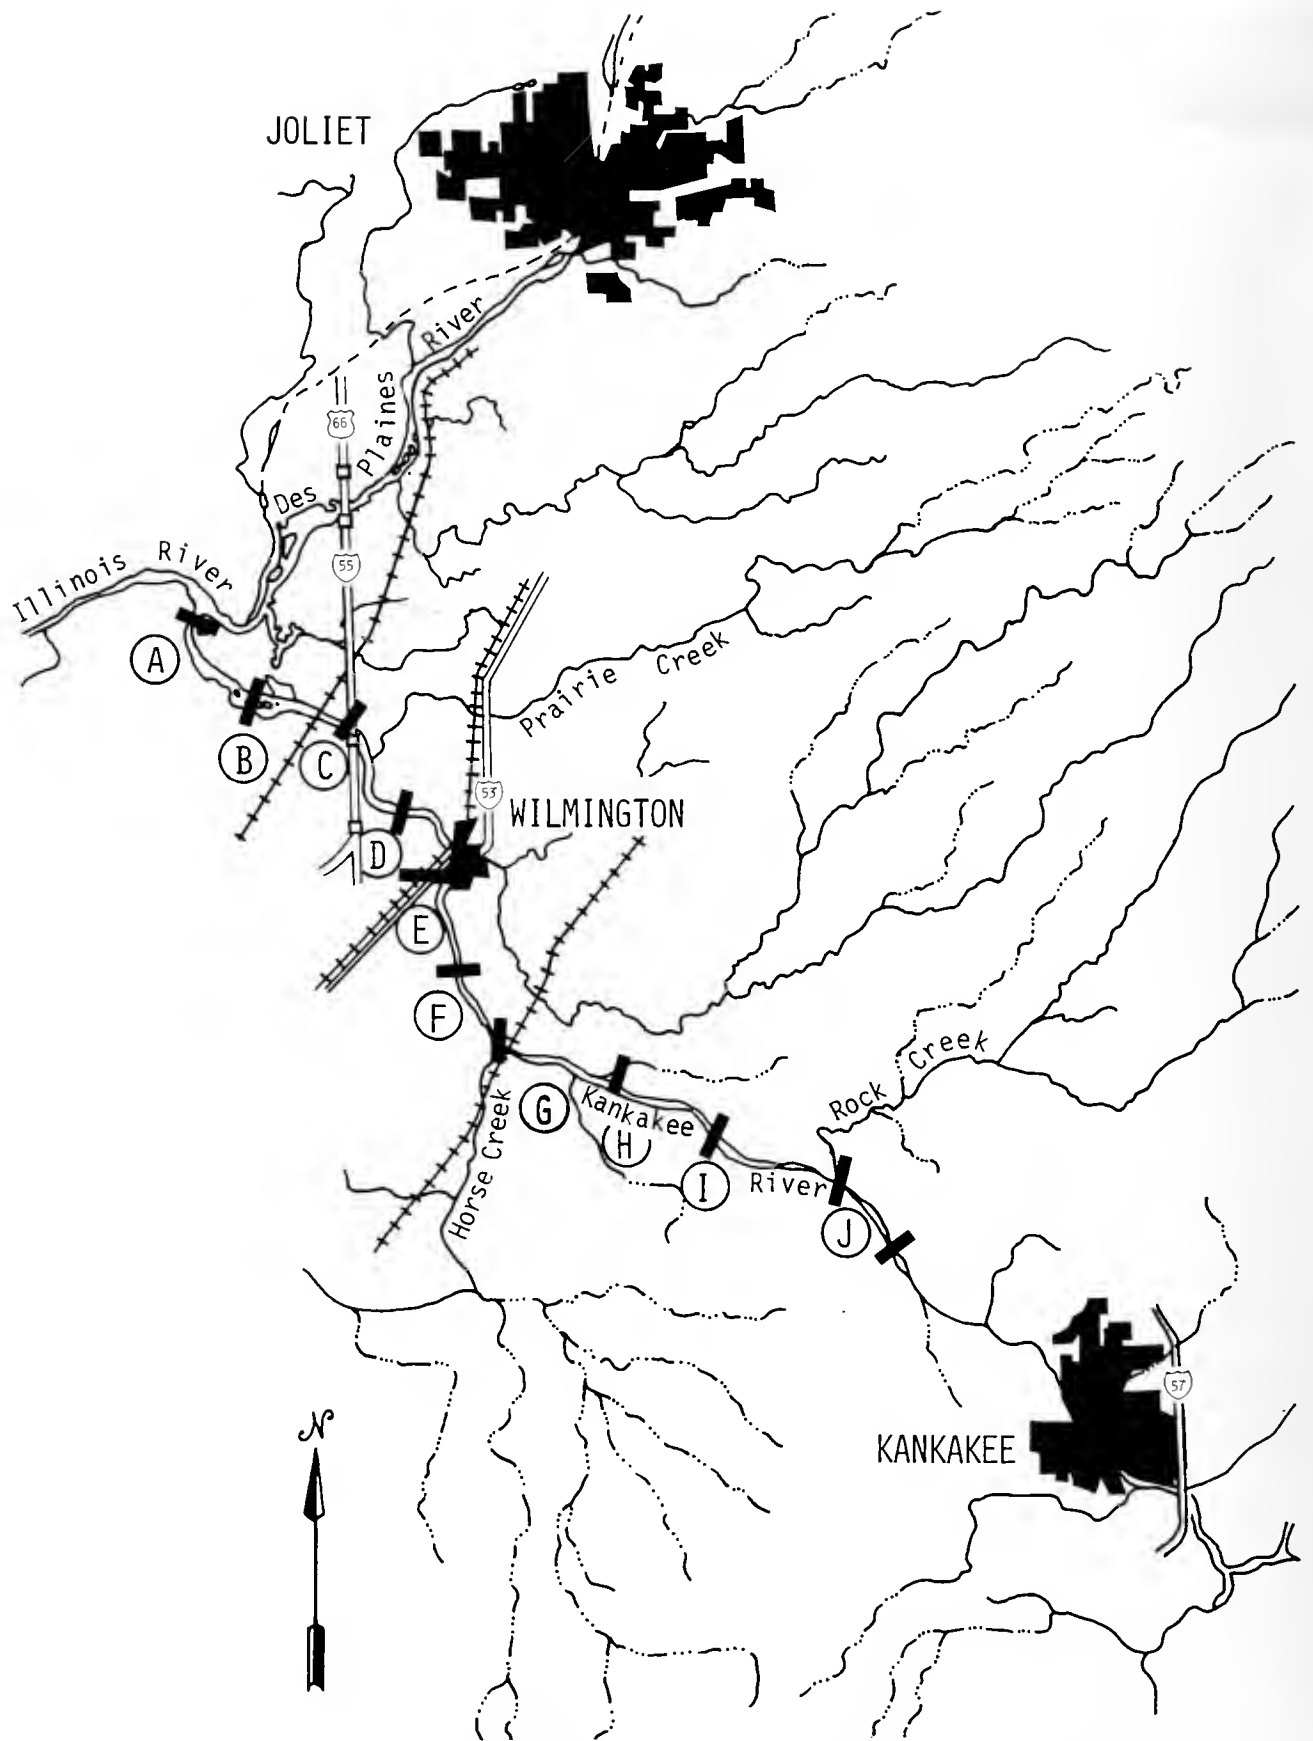 JOLIET
River
Plaines
66
Des
Illinois River
55
A
Prairie Creek
B
C
53
WILMINGTON
D
E
F
Rock Creek
G
Kankakee
H
Horse Creek
I
River
J
57
N
KANKAKEE